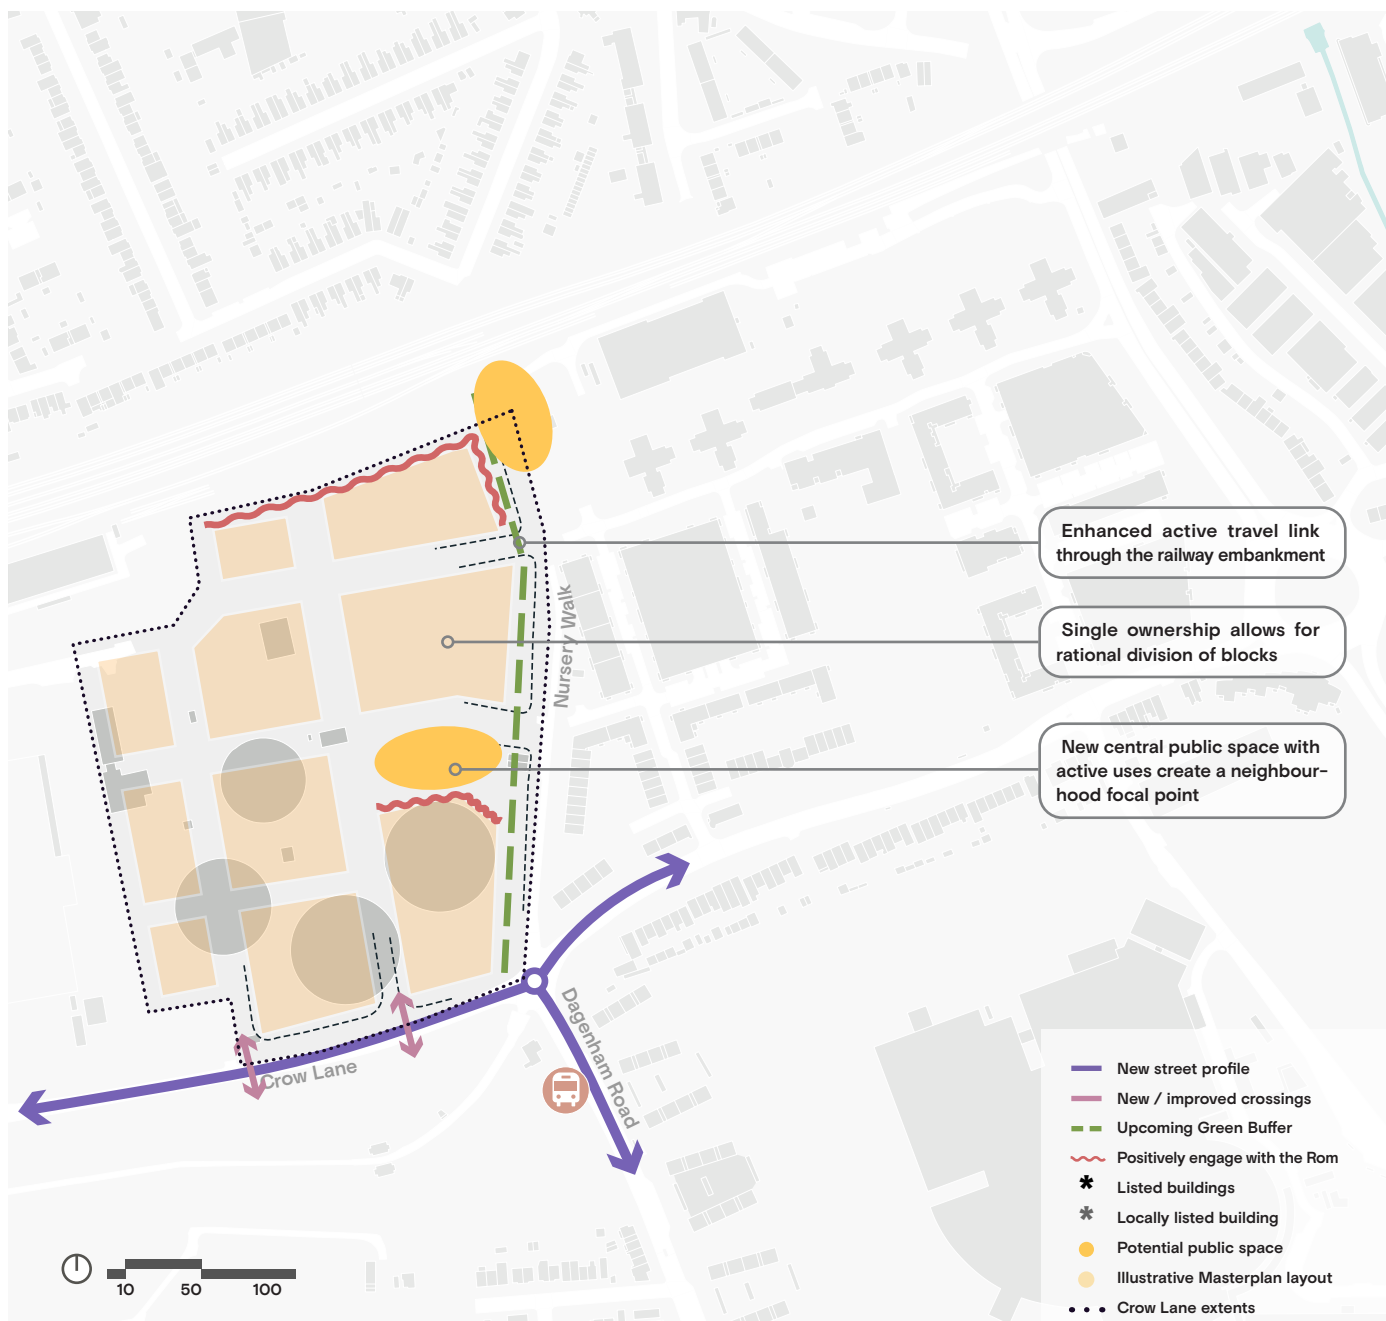 Enhanced active travel link
through the railway embankment
Single ownership allows for
rational division of blocks
New central public space with
active uses create a neighbour-
hood focal point
Nursery Walk
Dagenham Road
Crow Lane
New street profile
New / improved crossings
Upcoming Green Buffer
Positively engage with the Rom
Listed buildings
Locally listed building
Potential public space
Illustrative Masterplan layout
Crow Lane extents
10 50 100